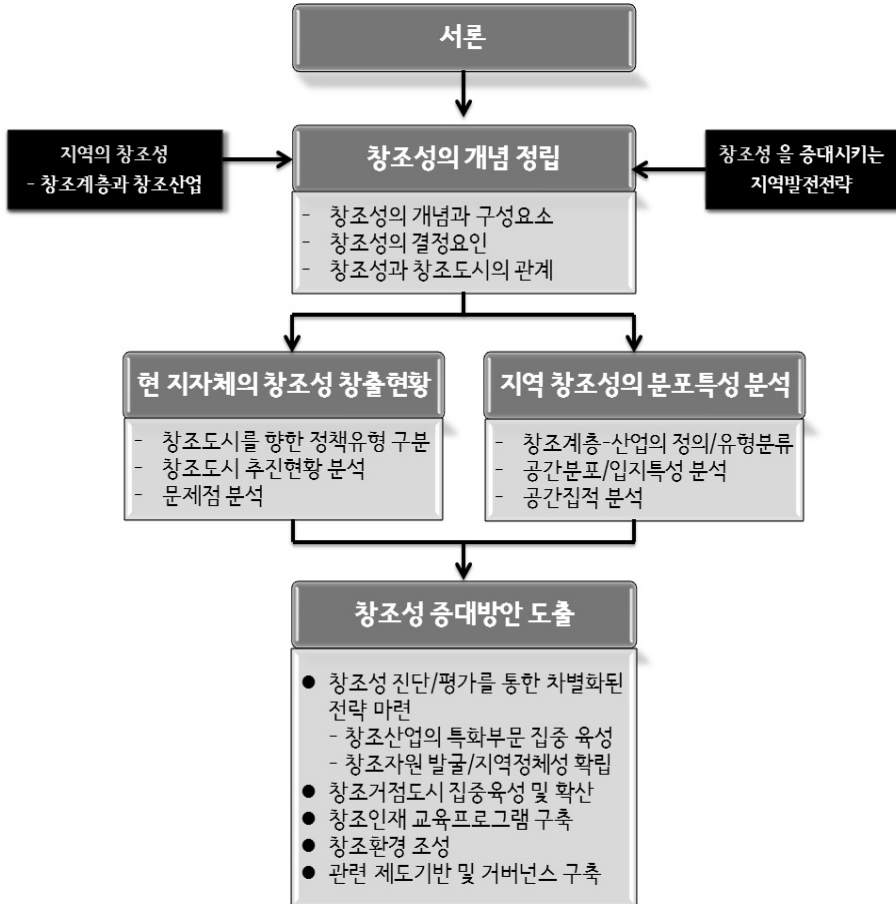 서론
지역의 창조성
- 창조계층과 창조산업
창조성의 개념 정립
창조성 을 증대시키는
지역발전전략
- 창조성의 개념과 구성요소
- 창조성의 결정요인
- 창조성과 창조도시의 관계
현 지자체의 창조성 창출현황
- 창조도시를 향한 정책유형 구분
- 창조도시 추진현황 분석
- 문제점 분석
지역 창조성의 분포특성 분석
- 창조계층-산업의 정의/유형분류
- 공간분포/입지특성 분석
- 공간집적 분석
창조성 증대방안 도출
● 창조성 진단/평가를 통한 차별화된
전략 마련
- 창조산업의 특화부문 집중 육성
- 창조자원 발굴/지역정체성 확립
● 창조거점도시 집중육성 및 확산
● 창조인재 교육프로그램 구축
● 창조환경 조성
● 관련 제도기반 및 거버넌스 구축